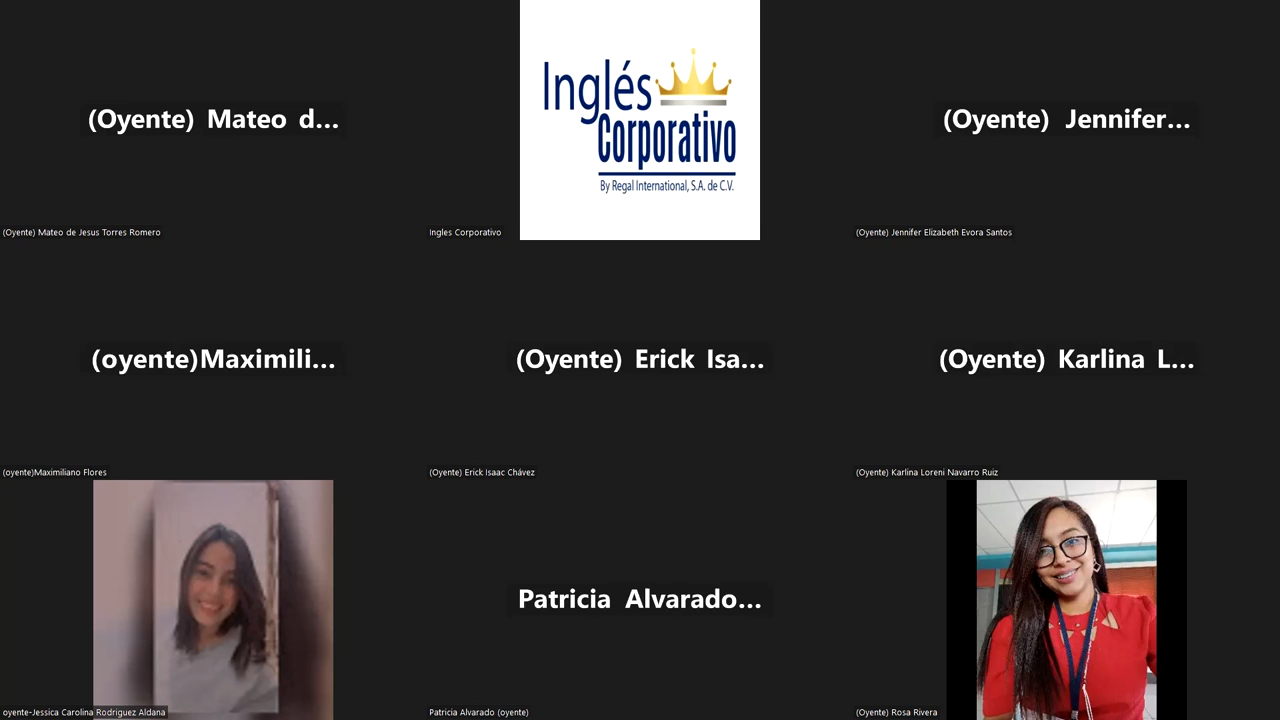 (Oyente) Mateo d...
(Oyente) Mateo de Jesus Torres Romero
Inglés
Corporativo
By Regal International, S.A. de C.V.
Ingles Corporativo
(Oyente) Jennifer...
(Oyente) Jennifer Elizabeth Evora Santos
(oyente)Maximili...
(oyente)Maximiliano Flores
(Oyente) Erick Isa...
(Oyente) Erick Isaac Chávez
(Oyente) Karlina L...
(Oyente) Karlina Loreni Navarro Ruiz
oyente-Jessica Carolina Rodriguez Aldana
Patricia Alvarado...
Patricia Alvarado (oyente)
(Oyente) Rosa Rivera